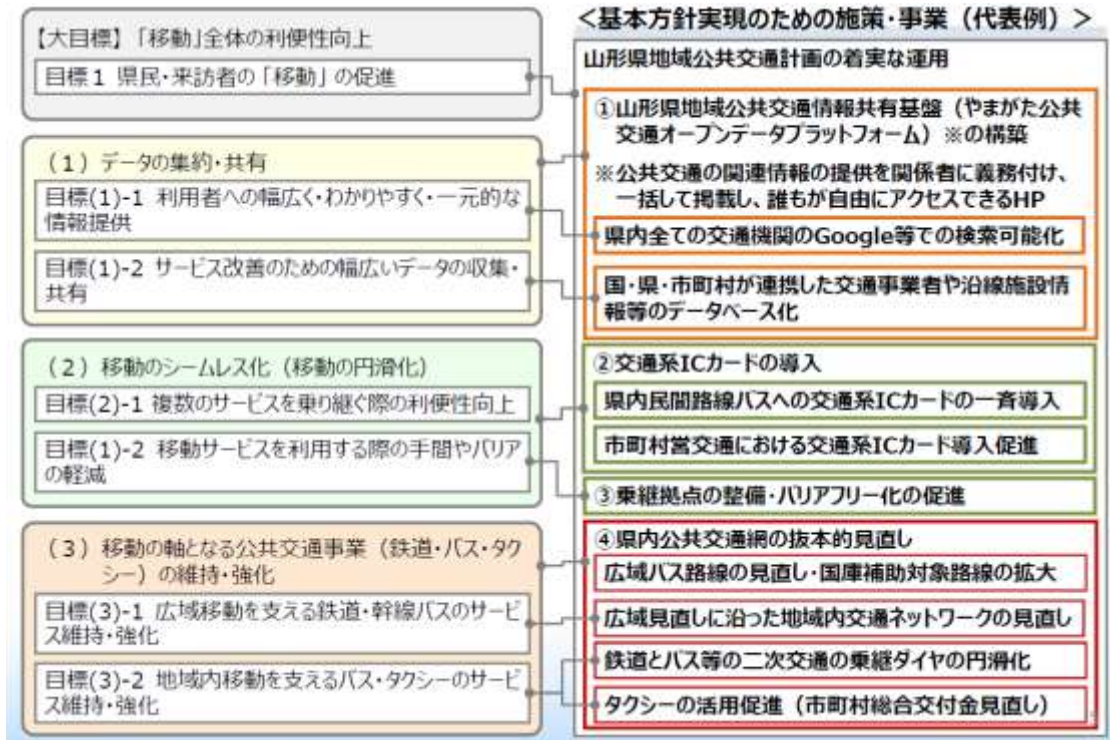 【大目標】「移動」全体の利便性向上
目標1 県民・来訪者の「移動」の促進
(1)データの集約・共有
目標(1)-1 利用者への幅広く・わかりやすく・一元的な
情報提供
目標(1)-2 サービス改善のための幅広いデータの収集・
共有
(2)移動のシームレス化(移動の円滑化)
目標(2)-1 複数のサービスを乗り継ぐ際の利便性向上
目標(1)-2 移動サービスを利用する際の手間やバリア
の軽減
(3)移動の軸となる公共交通事業(鉄道・バス・タク
シー)の維持・強化
目標(3)-1 広域移動を支える鉄道・幹線バスのサービ
ス維持・強化
目標(3)-2 地域内移動を支えるバス・タクシーのサービ
ス維持・強化
<基本方針実現のための施策・事業(代表例)>
山形県地域公共交通計画の着実な運用
①山形県地域公共交通情報共有基盤(やまがた公共
交通オープンデータプラットフォーム)※の構築
※公共交通の関連情報の提供を関係者に義務付け、
一括して掲載し、誰もが自由にアクセスできるHP
県内全ての交通機関のGoogle等での検索可能化
国・県・市町村が連携した交通事業者や沿線施設情
報等のデータベース化
②交通系ICカードの導入
県内民間路線バスへの交通系ICカードの一斉導入
市町村営交通における交通系ICカード導入促進
③乗継拠点の整備・バリアフリー化の促進
④県内公共交通網の抜本的見直し
広域バス路線の見直し・国庫補助対象路線の拡大
広域見直しに沿った地域内交通ネットワークの見直し
鉄道とバス等の二次交通の乗継ダイヤの円滑化
タクシーの活用促進(市町村総合交付金見直し)